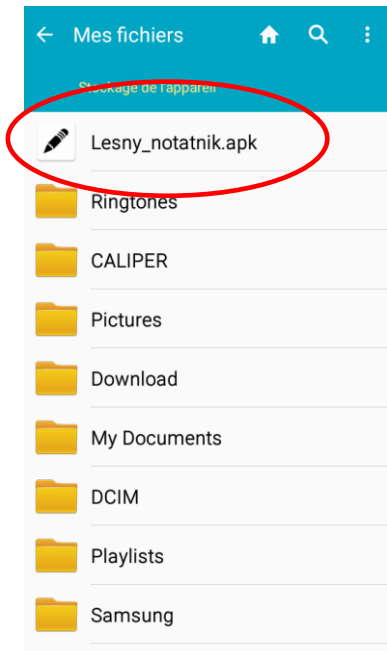 Mes fichiers
Stockage de l'appareil
Lesny_notatnik.apk
Ringtones
CALIPER
Pictures
Download
My Documents
DCIM
Playlists
Samsung